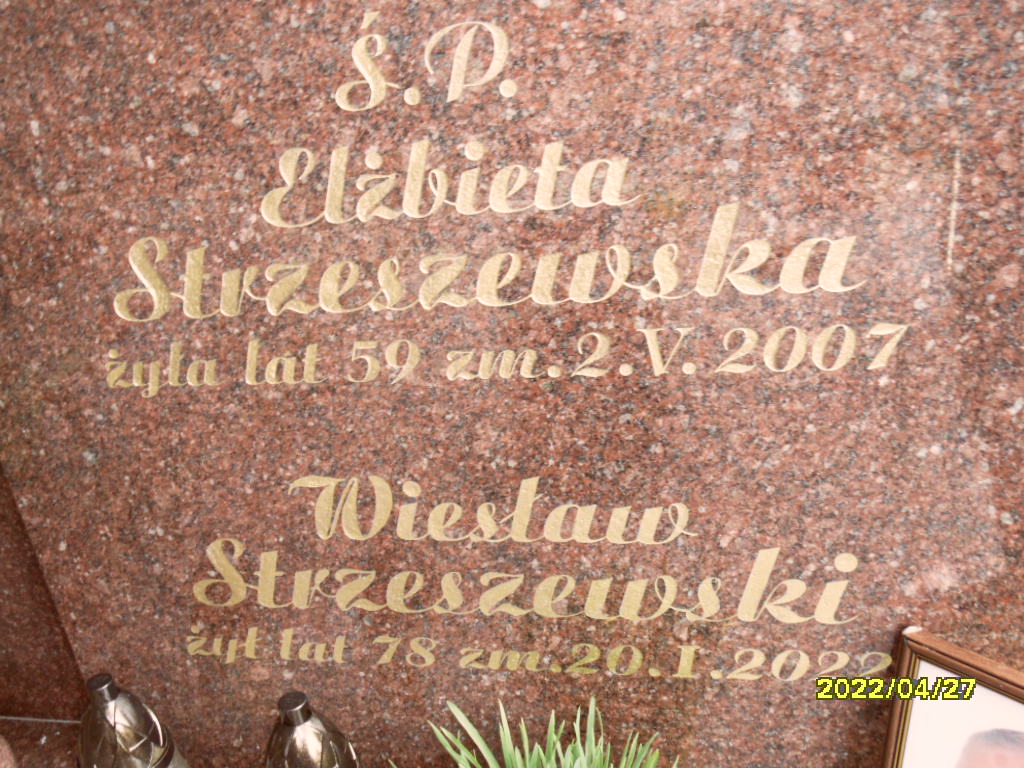 Ś.P.
Elżbieta
Strzeszewska
żyła lat 59 zm.2.V.2007
Wiesław
Strzeszewski
żył lat 78 zm.20.I.2022
2022/04/27